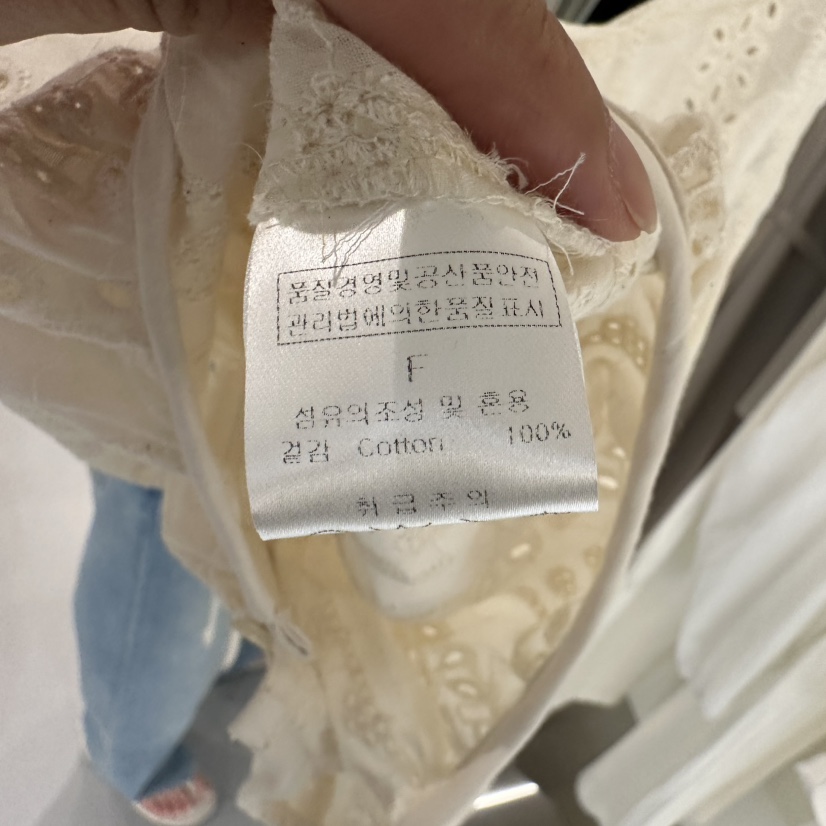 품질경영및공산품안전
관리법에의한품질표시
F
섬유의조성 및 혼용
겉감 Cotton 100%
취급주의